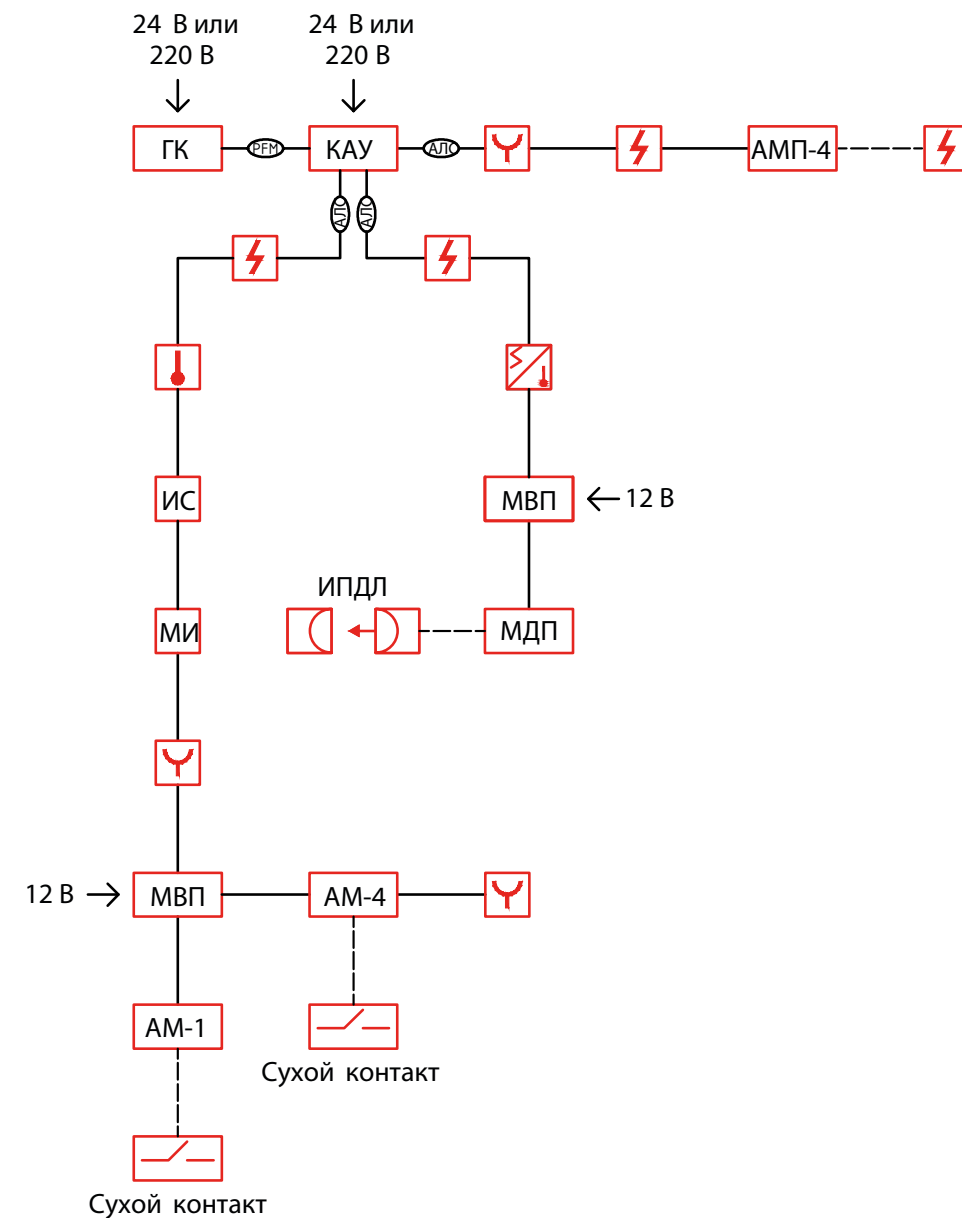 24 В или
220 В
24 В или
220 В
ГК
PFM
КАУ
АЛС
АМП-4
АЛС
АЛС
ИС
МВП
12 В
ИПДЛ
МИ
МДП
12 В
МВП
АМ-4
АМ-1
Сухой контакт
Сухой контакт